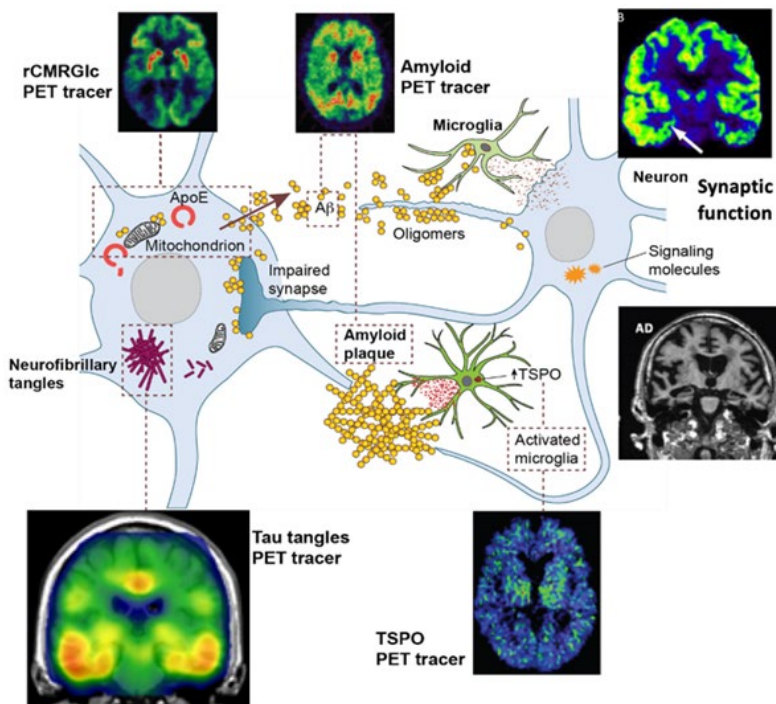 rCMRGlc
PET tracer
Amyloid
PET tracer
B
Microglia
Neuron
Synaptic
function
ApoE
Mitochondrion
Aβ
Oligomers
Signaling
molecules
Impaired
synapse
Neurofibrillary
tangles
Amyloid
plaque
↑TSPO
Activated
microglia
AD
Tau tangles
PET tracer
TSPO
PET tracer